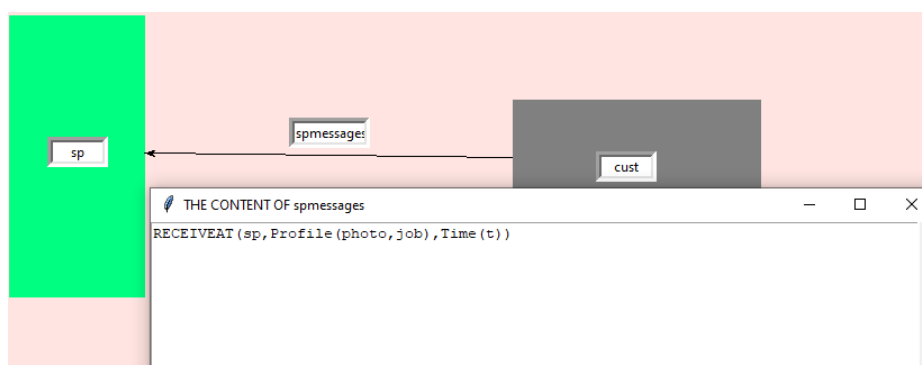 spmessages
sp
cust
THE CONTENT OF spmessages
RECEIVEAT(sp,Profile(photo,job),Time(t))